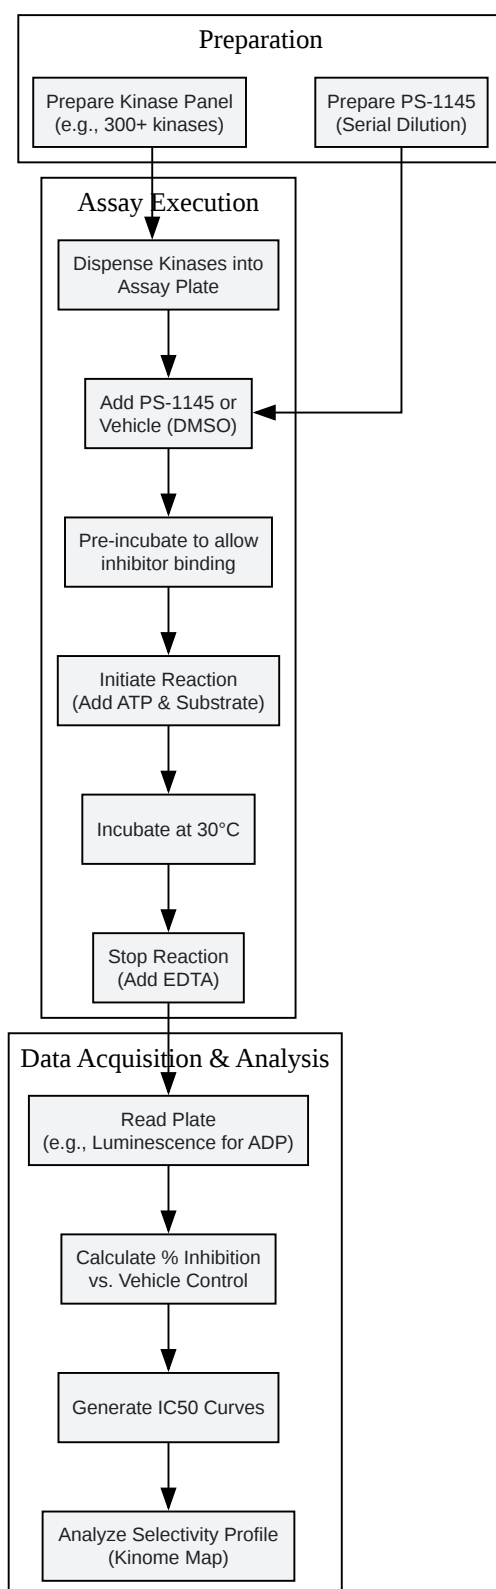 Preparation
Prepare Kinase Panel
(e.g., 300+ kinases)
Prepare PS-1145
(Serial Dilution)
Assay Execution
Dispense Kinases into
Assay Plate
Add PS-1145 or
Vehicle (DMSO)
Pre-incubate to allow
inhibitor binding
Initiate Reaction
(Add ATP & Substrate)
Incubate at 30°C
Stop Reaction
(Add EDTA)
Data Acquisition & Analysis
Read Plate
(e.g., Luminescence for ADP)
Calculate % Inhibition
vs. Vehicle Control
Generate IC50 Curves
Analyze Selectivity Profile
(Kinome Map)